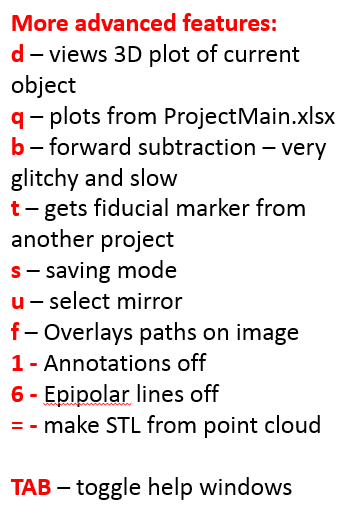 More advanced features:
d – views 3D plot of current
object
q – plots from ProjectMain.xlsx
b – forward subtraction – very
glitchy and slow
t – gets fiducial marker from
another project
s – saving mode
u – select mirror
f – Overlays paths on image
1 - Annotations off
6 - Epipolar lines off
= - make STL from point cloud
TAB – toggle help windows